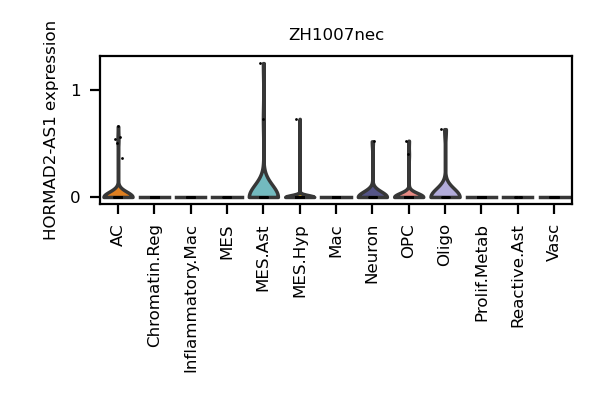 ZH1007nec
HORMAD2-AS1 expression
1
0
AC
Chromatin.Reg
Inflammatory.Mac
MES
MES.Ast
MES.Hyp
Mac
Neuron
OPC
Oligo
Prolif.Metab
Reactive.Ast
Vasc